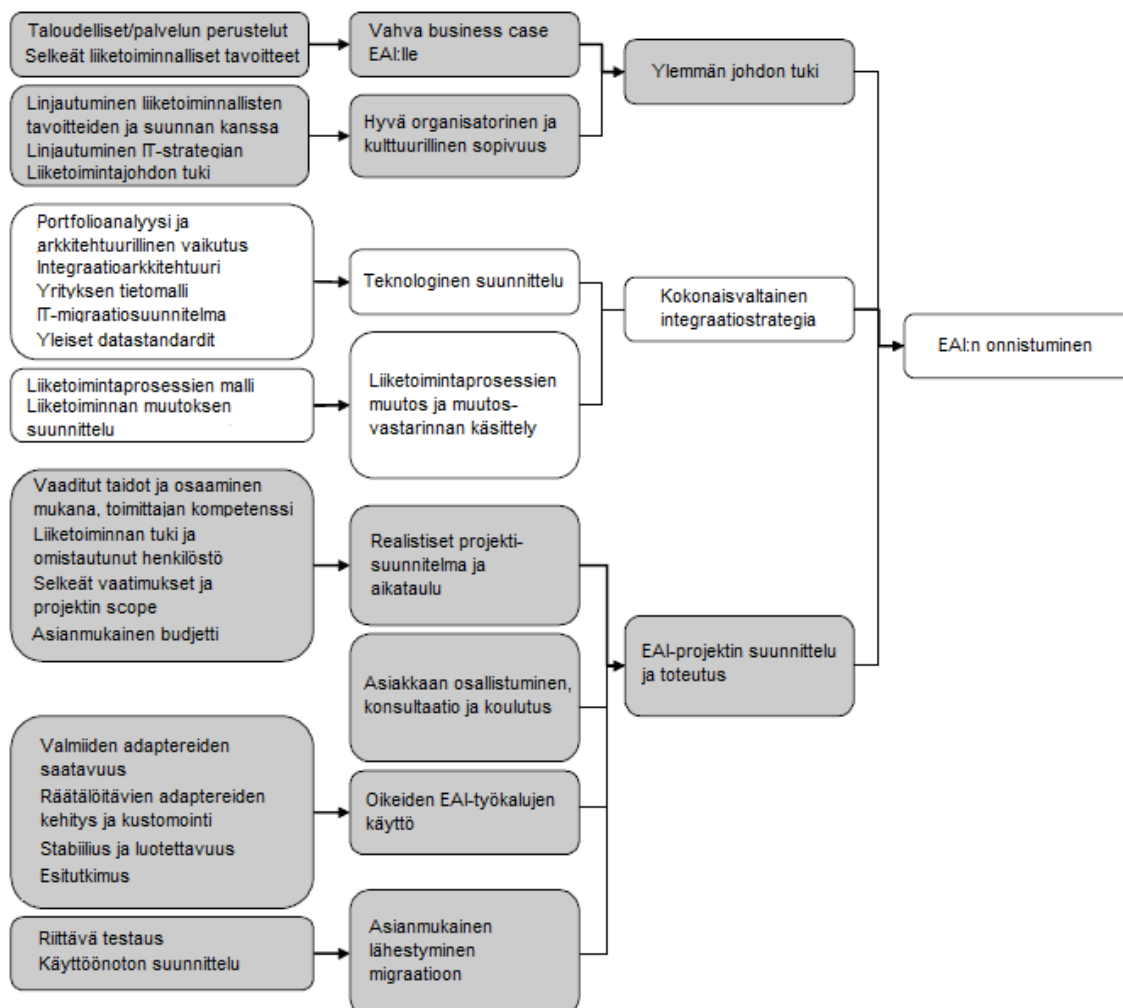 Taloudelliset/palvelun perustelut
Selkeät liiketoiminnalliset tavoitteet
Vahva business case
EAI:lle
Ylemmän johdon tuki
Linjautuminen liiketoiminnallisten
tavoitteiden ja suunnan kanssa
Linjautuminen IT-strategian
Liiketoimintajohdon tuki
Hyvä organisatorinen ja
kulttuurillinen sopivuus
Portfolioanalyysi ja
arkkitehtuurillinen vaikutus
Integraatioarkkitehtuuri
Yrityksen tietomalli
IT-migraatiosuunnitelma
Yleiset datastandardit
Teknologinen suunnittelu
Kokonaisvaltainen
integraatiostrategia
EAI:n onnistuminen
Liiketoimintaprosessien malli
Liiketoiminnan muutoksen
suunnittelu
Liiketoimintaprosessien
muutos ja muutos-
vastarinnan käsittely
Vaaditut taidot ja osaaminen
mukana, toimittajan kompetenssi
Liiketoiminnan tuki ja
omistautunut henkilöstö
Selkeät vaatimukset ja
projektin scope
Asianmukainen budjetti
Realistiset projekti-
suunnitelma ja
aikataulu
Asiakkaan osallistuminen,
konsultaatio ja koulutus
EAI-projektin suunnittelu
ja toteutus
Valmiiden adaptereiden
saatavuus
Räätälöitävien adaptereiden
kehitys ja kustomointi
Stabiilius ja luotettavuus
Esitutkimus
Oikeiden EAI-työkalujen
käyttö
Riittävä testaus
Käyttöönoton suunnittelu
Asianmukainen
lähestyminen
migraatioon